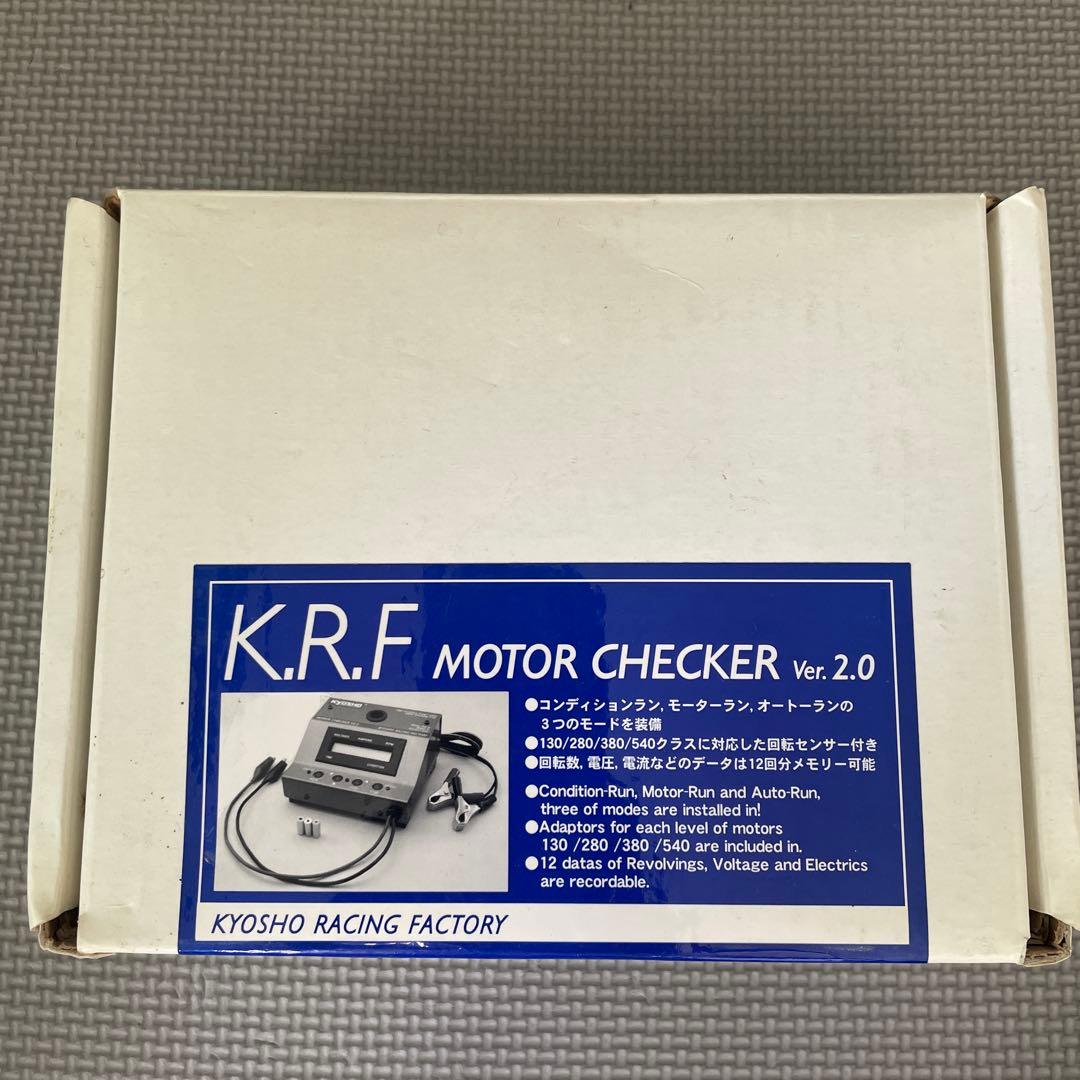 K.R.F MOTOR CHECKER Ver. 2.0
KYOSHO
●コンディションラン, モーターラン, オートーランの
３つのモードを装備
●130/280/380/540クラスに対応した回転センサー付き
●回転数, 電圧, 電流などのデータは12回分メモリー可能
●Condition-Run, Motor-Run and Auto-Run,
three of modes are installed in!
●Adaptors for each level of motors
130 /280 /380 /540 are included in.
●12 datas of Revolvings, Voltage and Electrics
are recordable.
KYOSHO RACING FACTORY